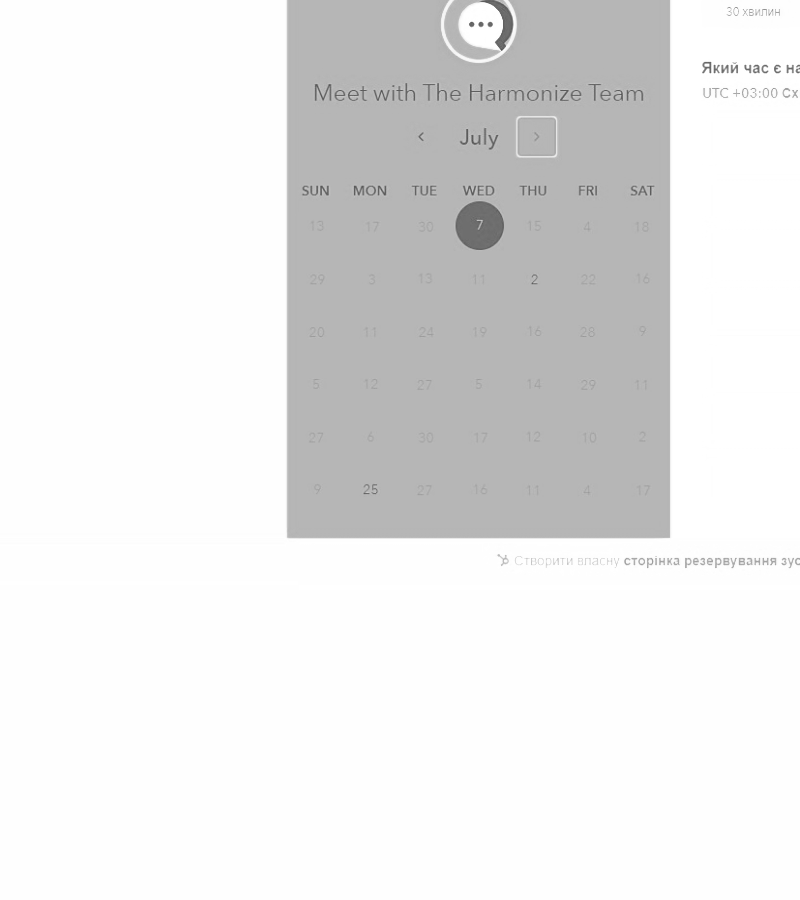 30 хвилин
Який час є на
UTC +03:00 Сх
Meet with The Harmonize Team
July
SUN MON TUE WED THU FRI SAT
13 17 30 7 15 4 18
29 3 13 11 2 22 16
20 11 24 19 16 28 9
5 12 27 5 14 29 11
27 6 30 17 12 10 2
9 25 27 16 11 4 17
Створити власну сторінка резервування зус